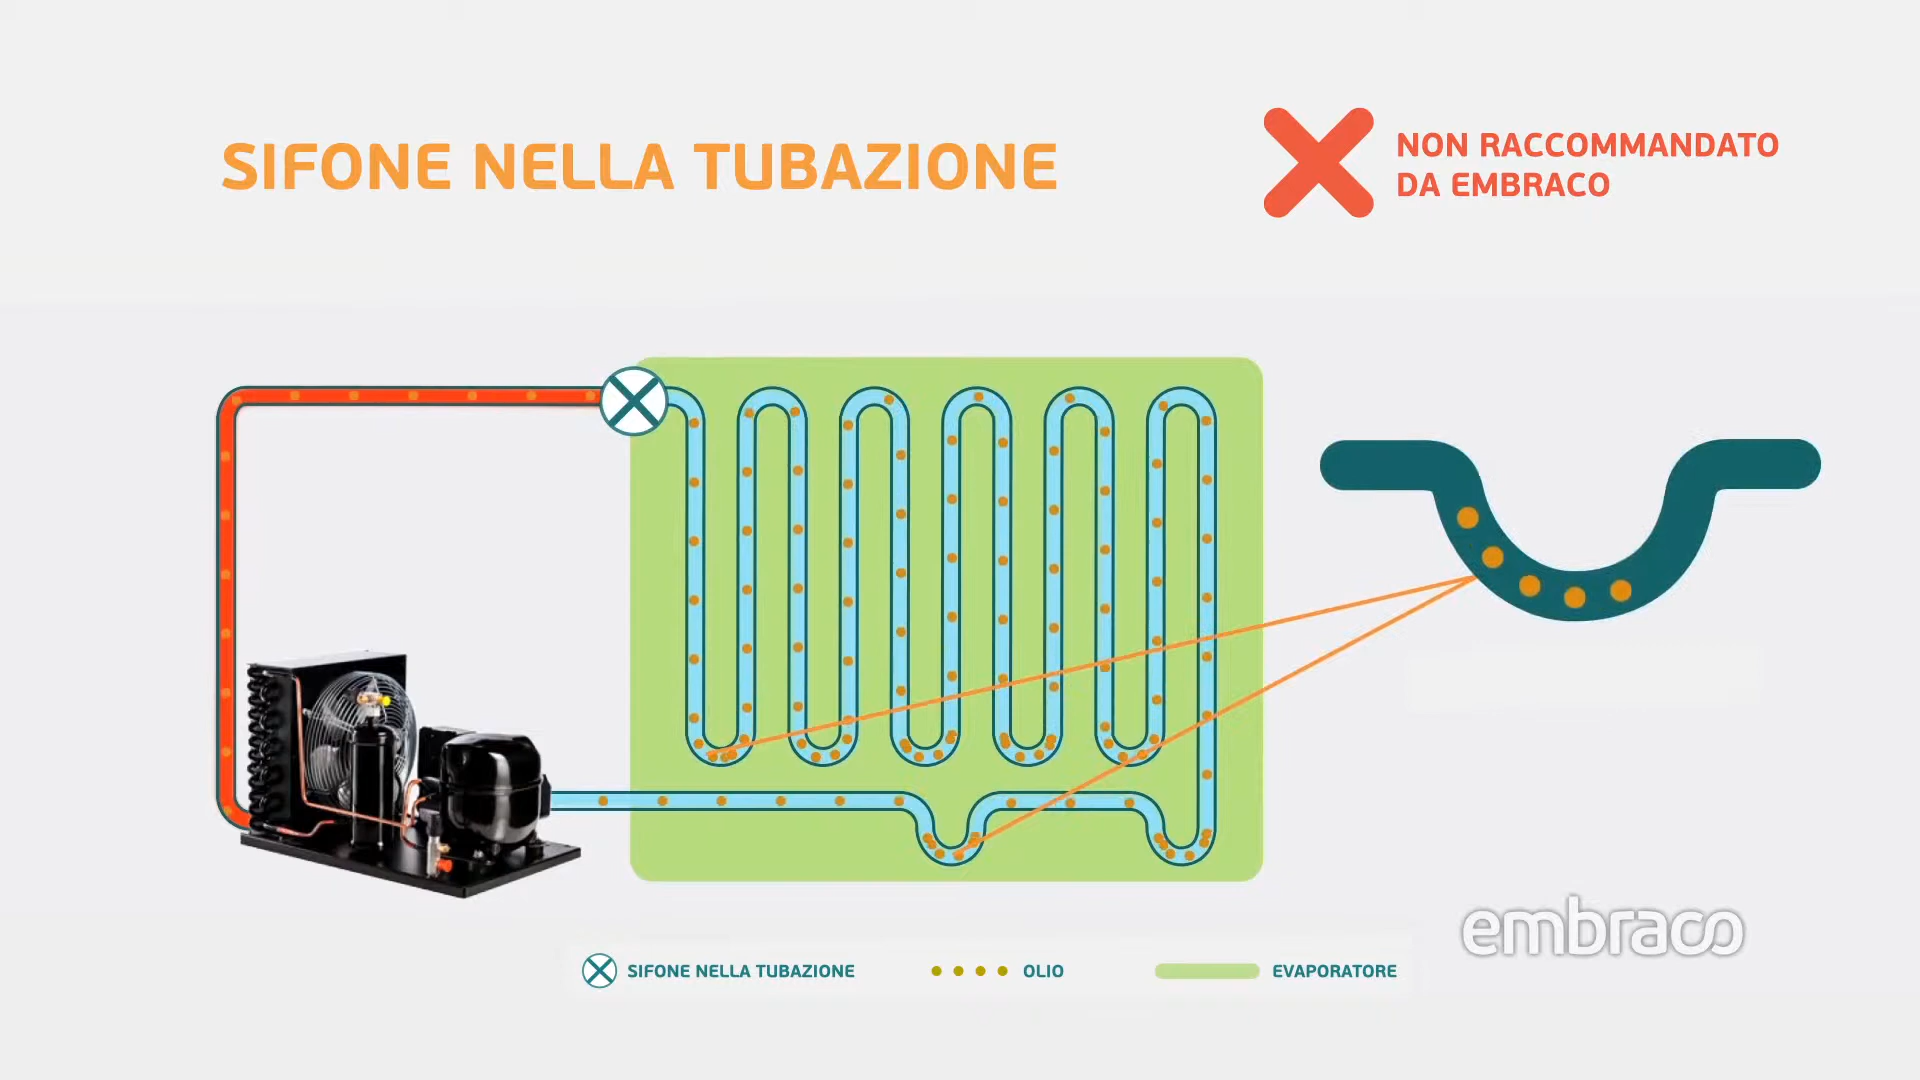 SIFONE NELLA TUBAZIONE
NON RACCOMMANDATO
DA EMBRACO
embraco
SIFONE NELLA TUBAZIONE
OLIO
EVAPORATORE